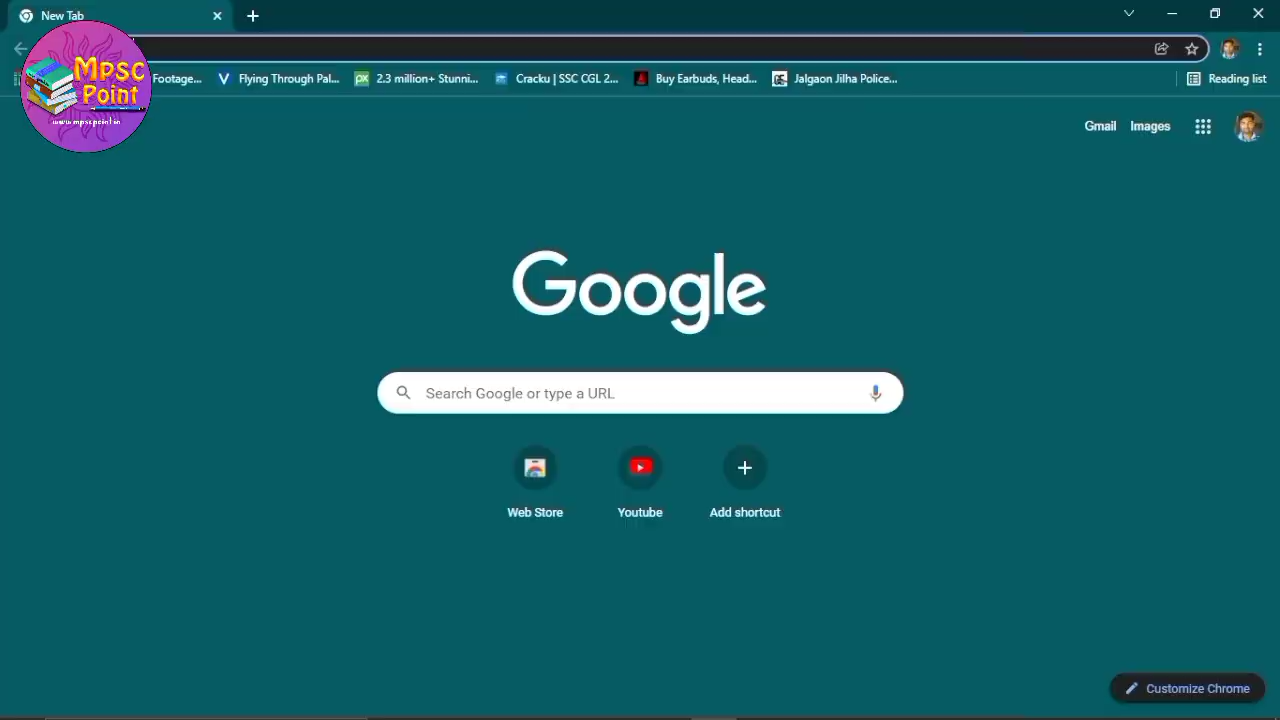 New Tab
Mpsc
Point
www.mpscpoint.in
Footage...
Flying Through Pal...
2.3 million+ Stunni...
Cracku | SSC CGL 2...
Buy Earbuds, Head...
Jalgaon Jilha Police...
Reading list
Gmail
Images
Google
Search Google or type a URL
Web Store
Youtube
Add shortcut
Customize Chrome